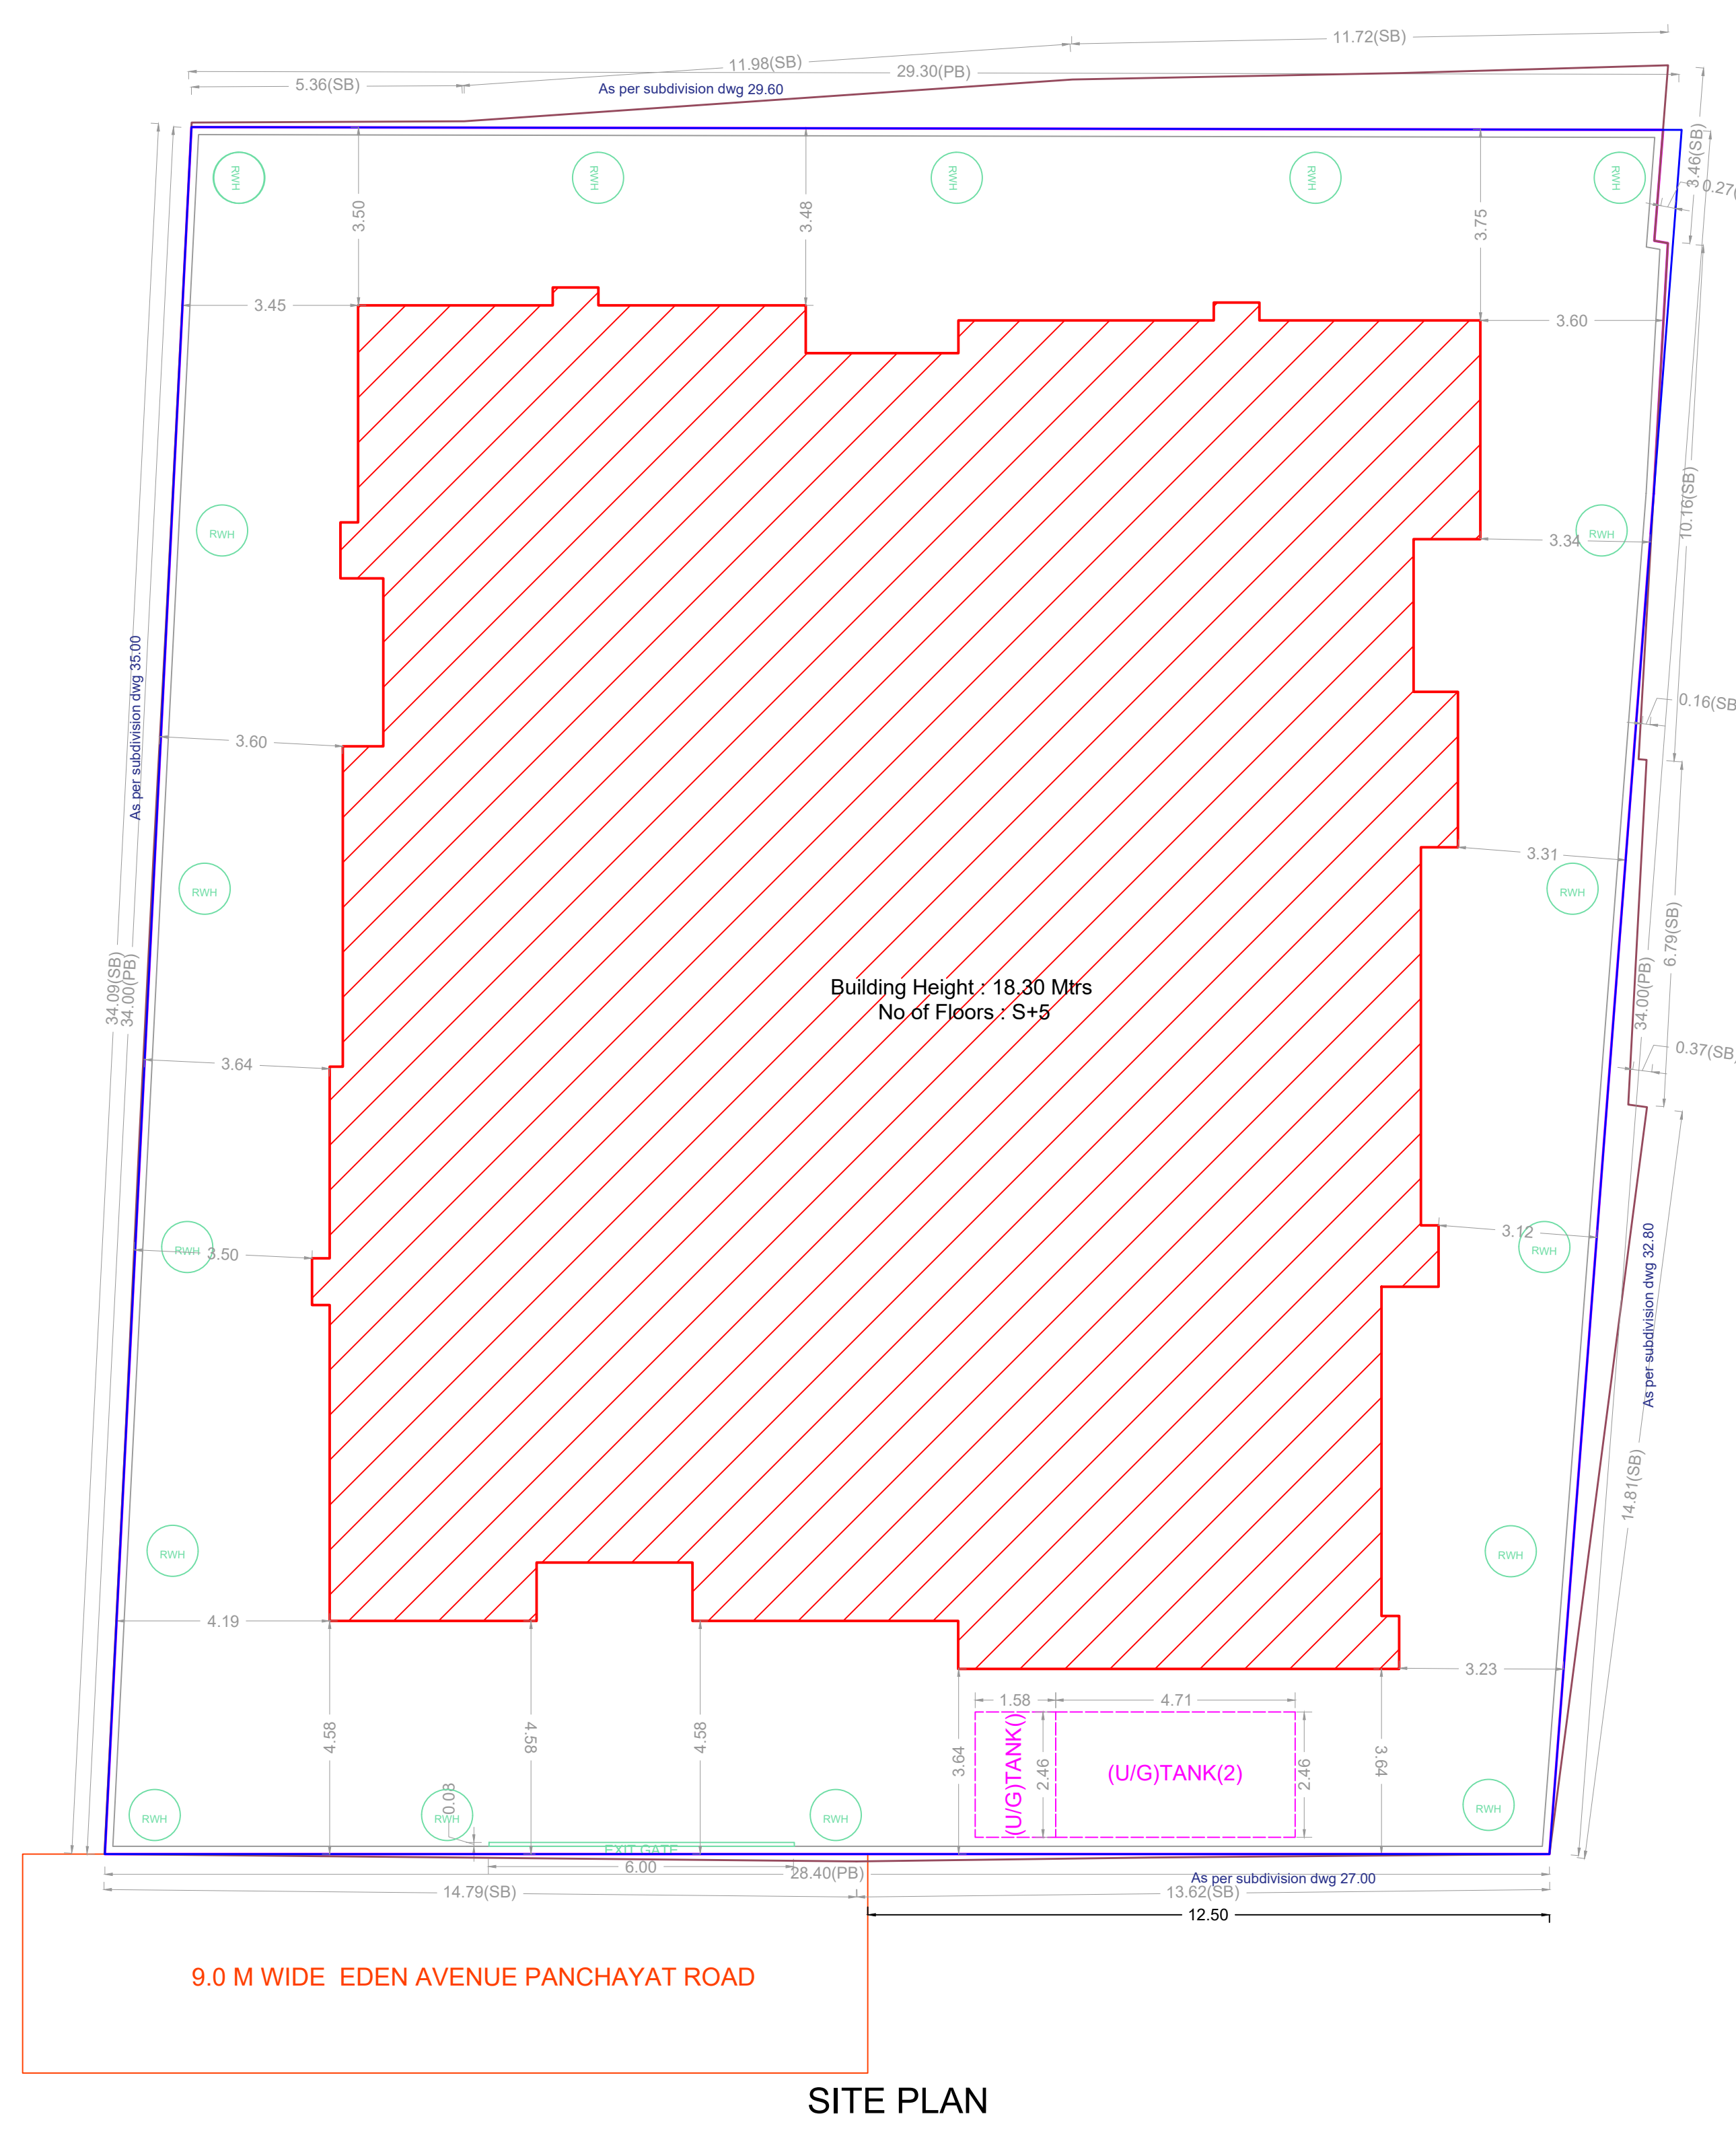 11.72(SB)
11.98(SB)
29.30(PB)
5.36(SB)
As per subdivision dwg 29.60
3.46(SB)
RWH
RWH
RWH
RWH
RWH
0.27(
3.50
3.48
3.75
3.45
3.60
10.16(SB)
RWH
RWH
3.34
As per subdivision dwg 35.00
0.16(SB
3.60
3.31
RWH
RWH
6.79(SB)
34.09(SB)
34.00(PB)
Building Height : 18.30 Mtrs
No of Floors : S+5
34.00(PB)
0.37(SB)
3.64
RWH
3.50
3.12
RWH
As per subdivision dwg 32.80
14.81(SB)
RWH
RWH
4.19
3.23
1.58
4.71
4.58
4.58
4.58
3.64
(U/G)TANK()
2.46
(U/G)TANK(2)
2.46
3.64
0.08
RWH
RWH
RWH
RWH
EXIT GATE
6.00
28.40(PB)
As per subdivision dwg 27.00
14.79(SB)
13.62(SB)
12.50
9.0 M WIDE EDEN AVENUE PANCHAYAT ROAD
SITE PLAN